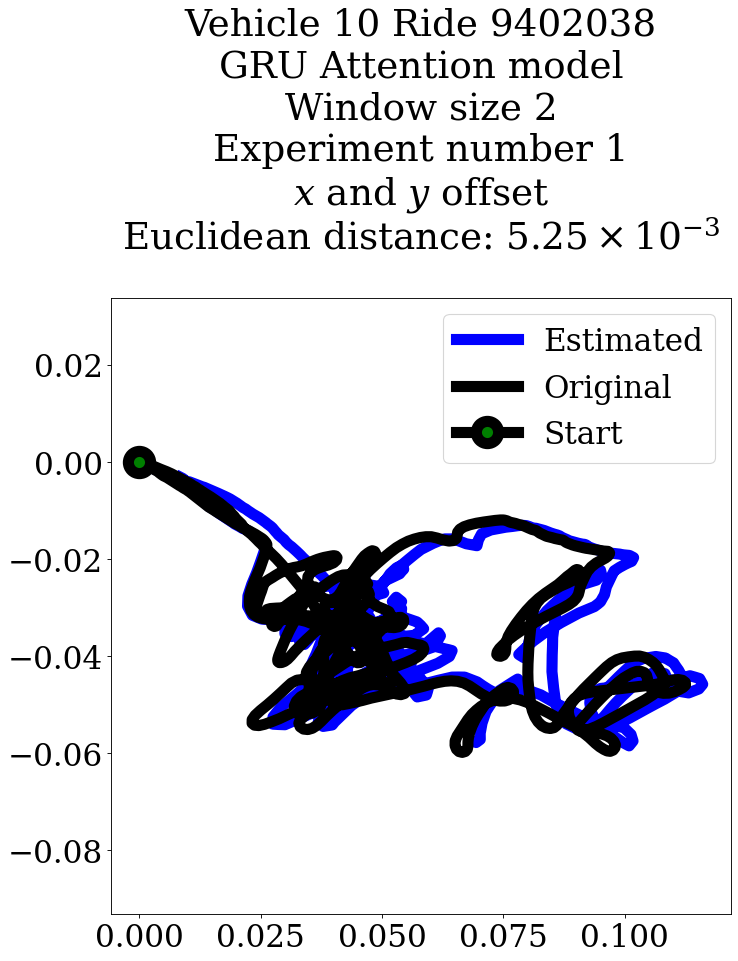 Vehicle 10 Ride 9402038
GRU Attention model
Window size 2
Experiment number 1
x and y offset
Euclidean distance: 5.25 × 10⁻³
Estimated
Original
Start
0.02
0.00
−0.02
−0.04
−0.06
−0.08
0.000 0.025 0.050 0.075 0.100